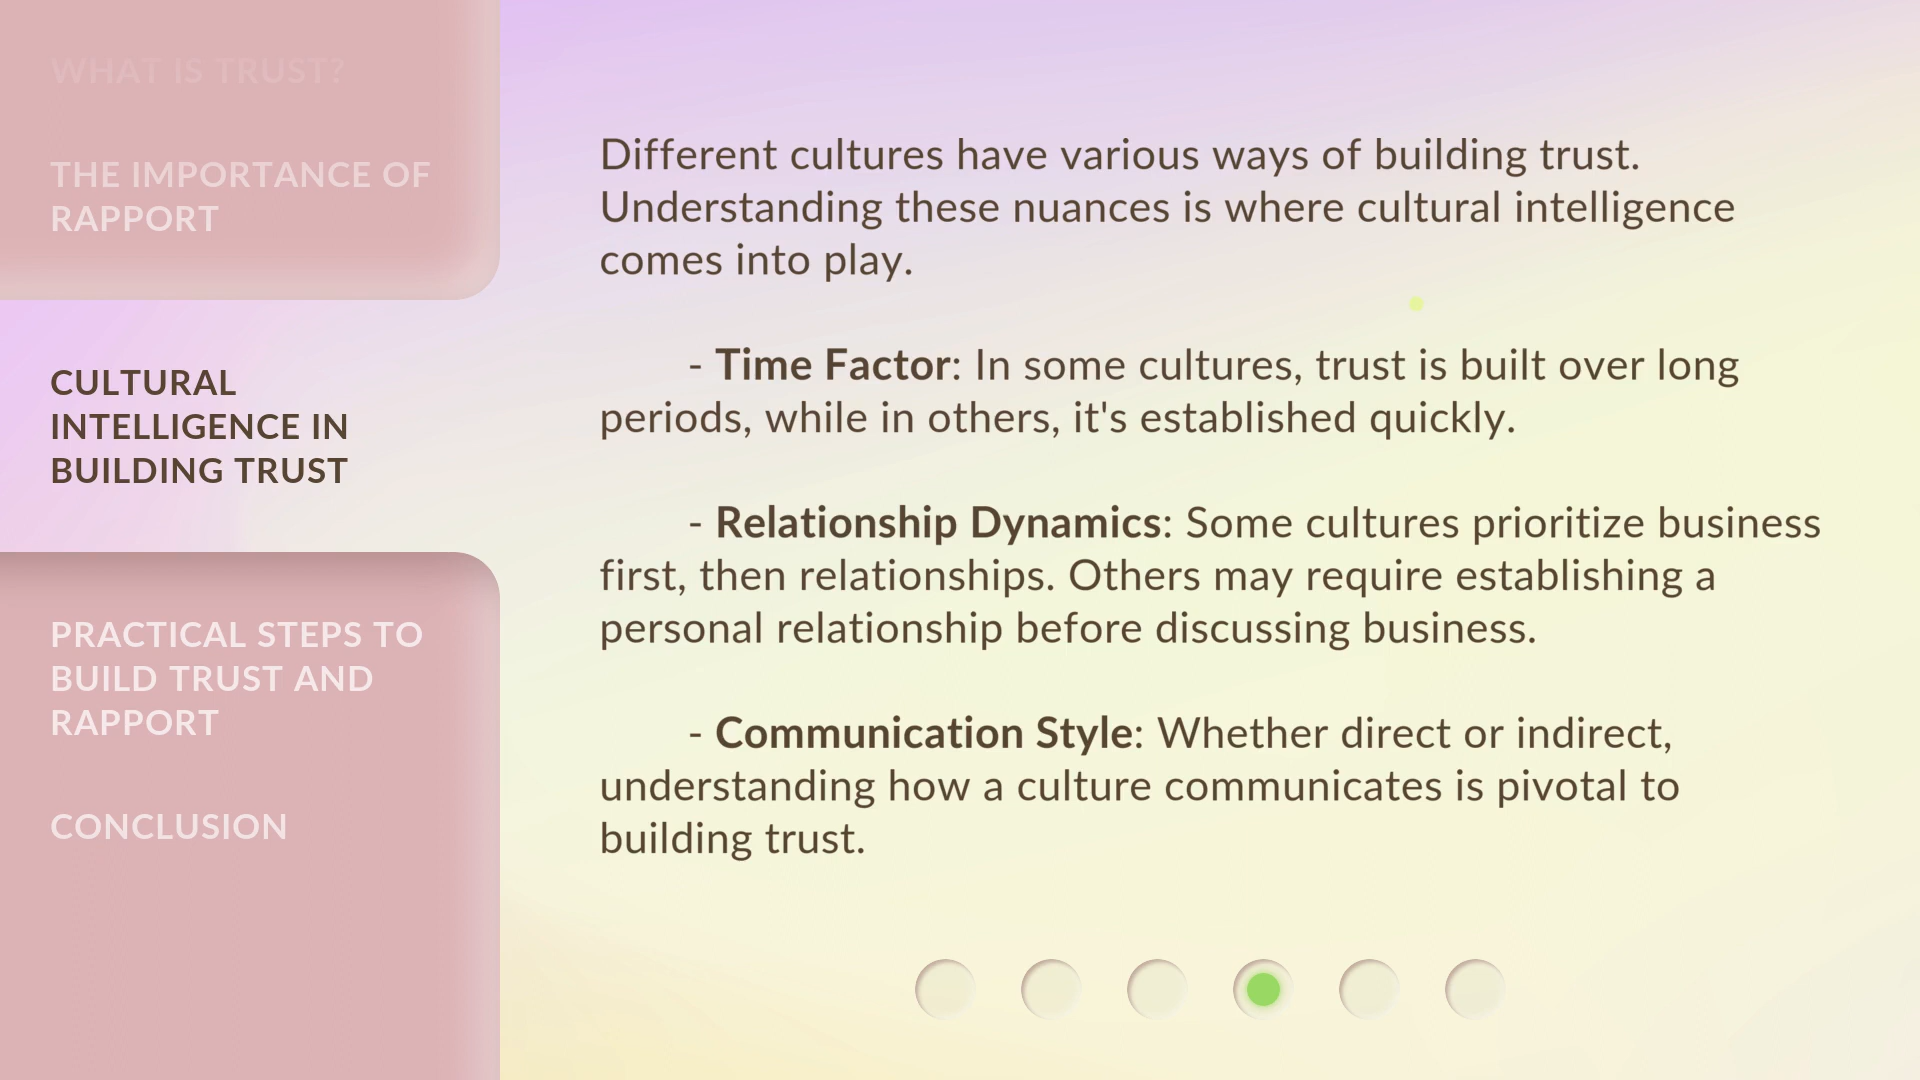 WHAT IS TRUST?
THE IMPORTANCE OF
RAPPORT
CULTURAL
INTELLIGENCE IN
BUILDING TRUST
PRACTICAL STEPS TO
BUILD TRUST AND
RAPPORT
CONCLUSION
Different cultures have various ways of building trust.
Understanding these nuances is where cultural intelligence
comes into play.
- Time Factor: In some cultures, trust is built over long
periods, while in others, it's established quickly.
- Relationship Dynamics: Some cultures prioritize business
first, then relationships. Others may require establishing a
personal relationship before discussing business.
- Communication Style: Whether direct or indirect,
understanding how a culture communicates is pivotal to
building trust.